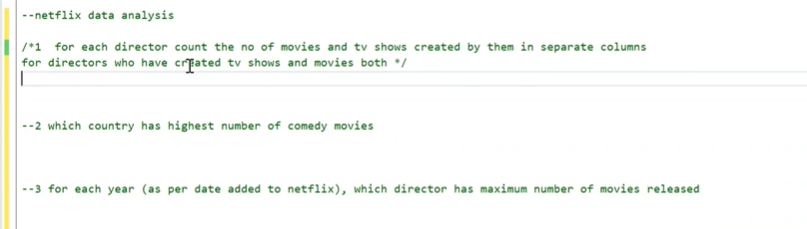 --netflix data analysis
/*1  for each director count the no of movies and tv shows created by them in separate columns
for directors who have created tv shows and movies both */
--2 which country has highest number of comedy movies
--3 for each year (as per date added to netflix), which director has maximum number of movies released